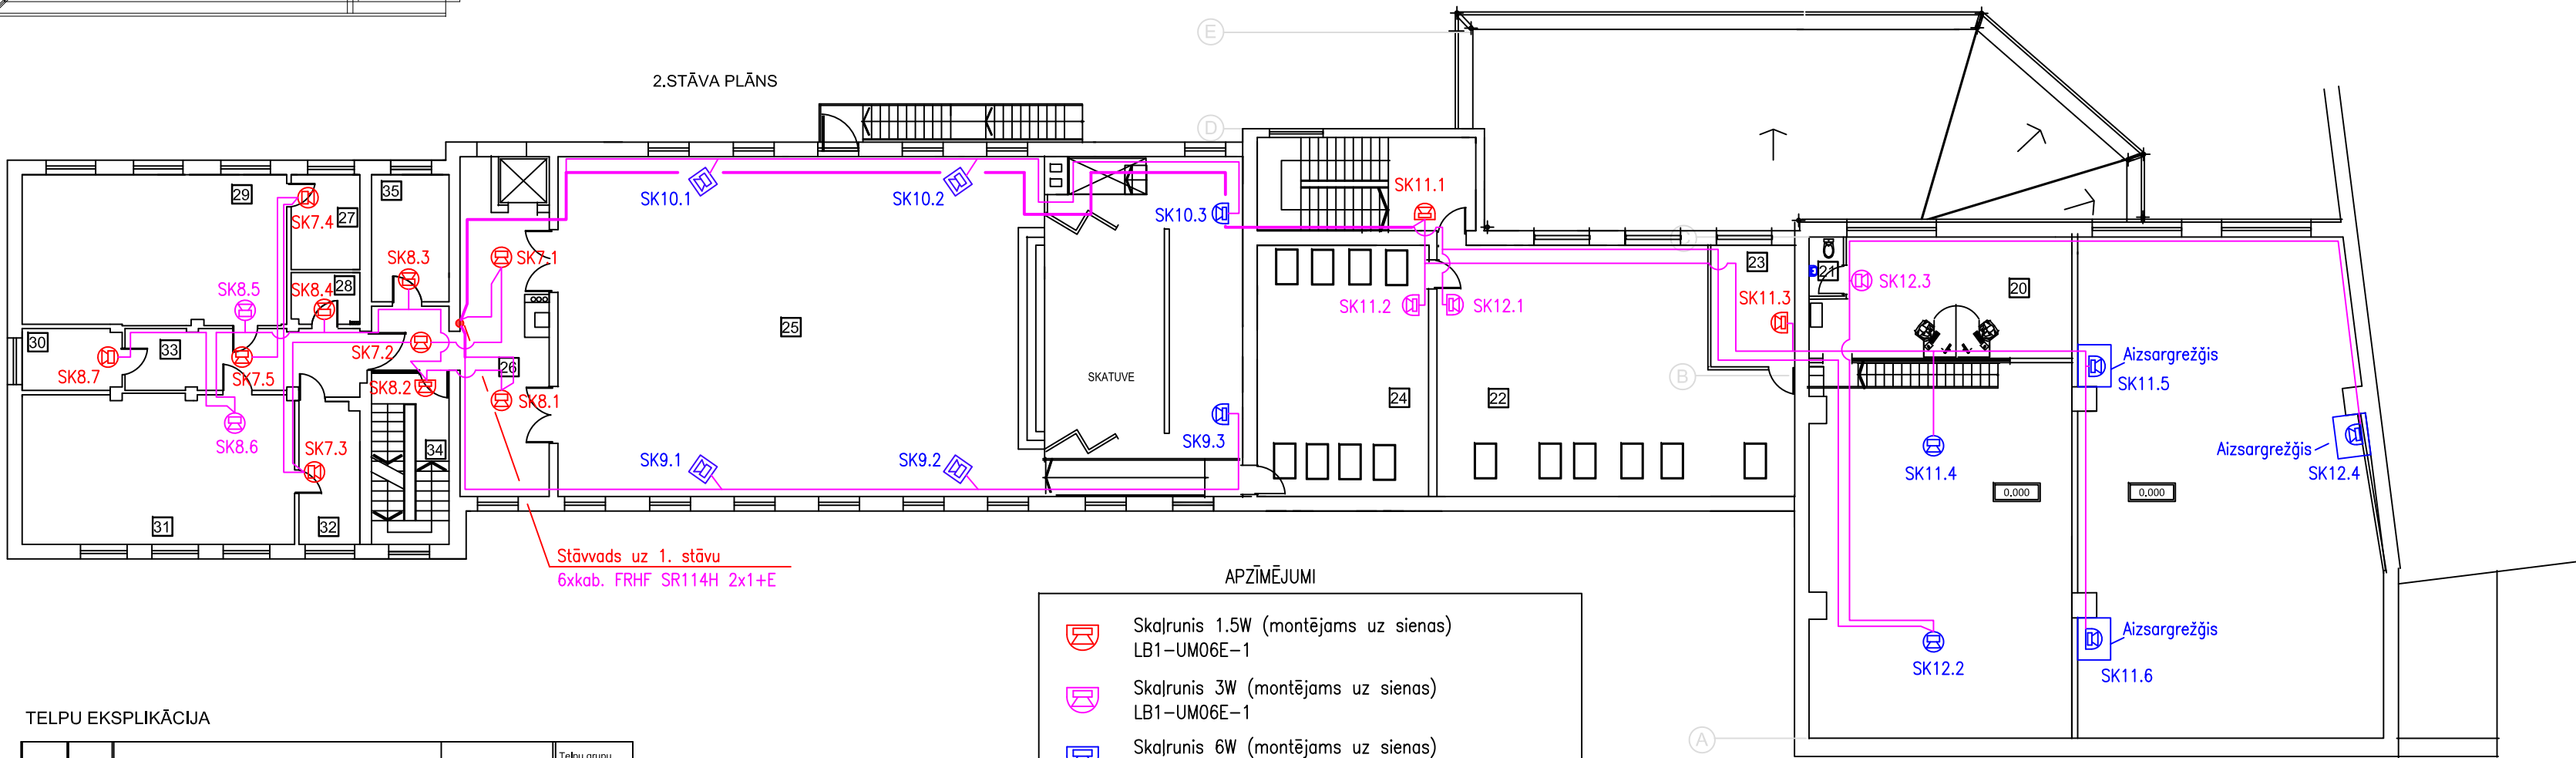 E
2.STĀVA PLĀNS
D
29
35
SK7.4
27
SK10.1
SK10.2
SK10.3
SK11.1
C
SK8.3
SK7.1
23
21
SK12.3
20
SK8.5
SK8.4
28
SK11.2
SK12.1
SK11.3
25
30
33
SK7.2
26
SK8.7
SK7.5
SK8.2
SK8.1
SKATUVE
B
24
22
Aizsargrežģis
SK11.5
SK8.6
SK7.3
34
SK9.1
SK9.2
SK9.3
SK11.4
Aizsargrežģis
SK12.4
0.000
0.000
31
32
Stāvvads uz 1. stāvu
6xkab. FRHF SR114H 2x1+E
APZĪMĒJUMI
Skaļrunis 1.5W (montējams uz sienas)
LB1-UM06E-1
Skaļrunis 3W (montējams uz sienas)
LB1-UM06E-1
Skaļrunis 6W (montējams uz sienas)
Aizsargrežģis
SK11.6
SK12.2
A
TELPU EKSPLIKĀCIJA
Telpu grupu